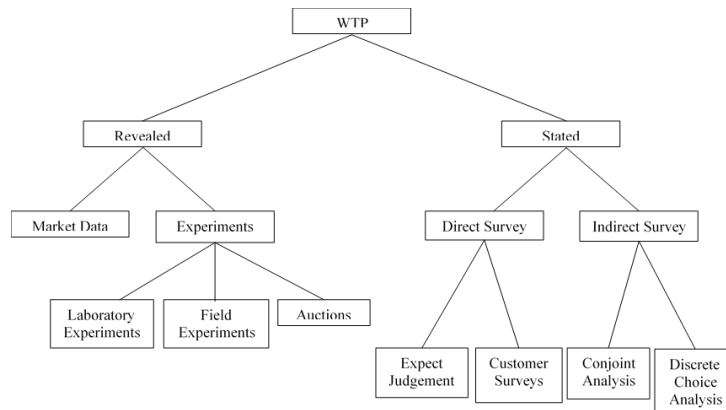 WTP
Revealed
Stated
Market Data
Experiments
Direct Survey
Indirect Survey
Laboratory
Experiments
Field
Experiments
Auctions
Expect
Judgement
Customer
Surveys
Conjoint
Analysis
Discrete
Choice
Analysis